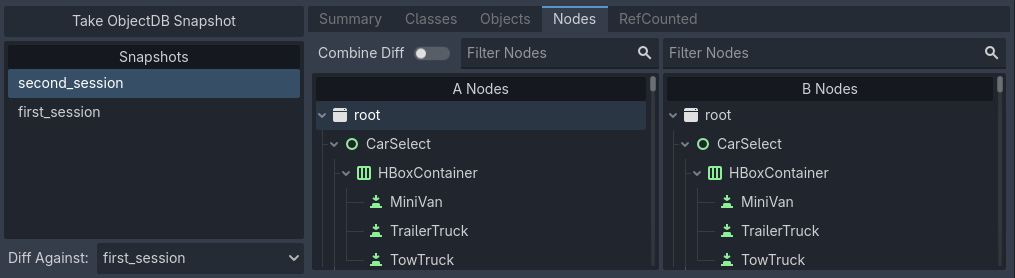 Take ObjectDB Snapshot
Snapshots
second_session
first_session
Diff Against: first_session
Summary Classes Objects Nodes RefCounted
Combine Diff Filter Nodes
A Nodes
root
CarSelect
HBoxContainer
MiniVan
TrailerTruck
TowTruck
Filter Nodes
B Nodes
root
CarSelect
HBoxContainer
MiniVan
TrailerTruck
TowTruck